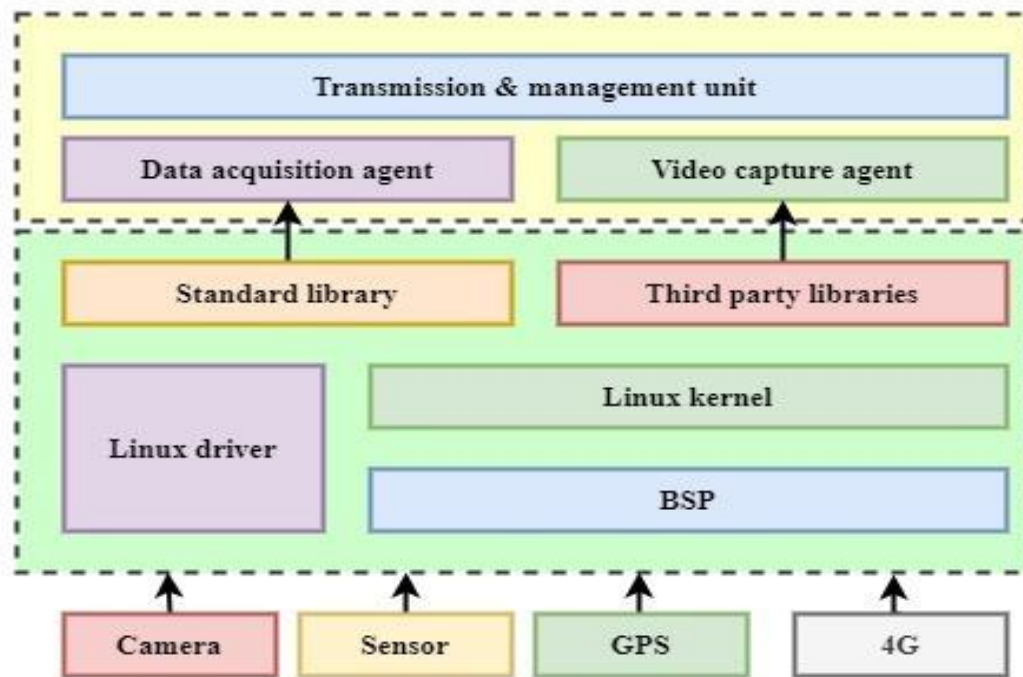 Transmission & management unit
Data acquisition agent
Video capture agent
Standard library
Third party libraries
Linux driver
Linux kernel
BSP
Camera
Sensor
GPS
4G